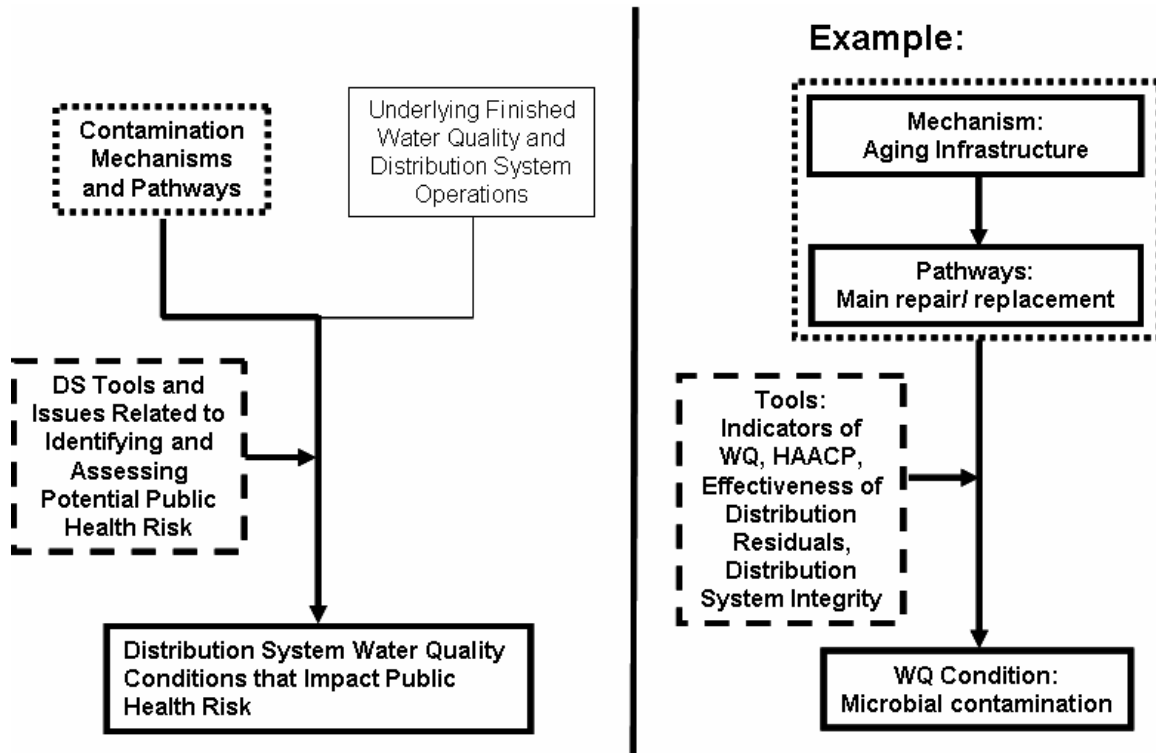 Contamination
Mechanisms
and Pathways
Underlying Finished
Water Quality and
Distribution System
Operations
DS Tools and
Issues Related to
Identifying and
Assessing
Potential Public
Health Risk
Distribution System Water Quality
Conditions that Impact Public
Health Risk
Example:
Mechanism:
Aging Infrastructure
Pathways:
Main repair/ replacement
Tools:
Indicators of
WQ, HAACP,
Effectiveness of
Distribution
Residuals,
Distribution
System Integrity
WQ Condition:
Microbial contamination